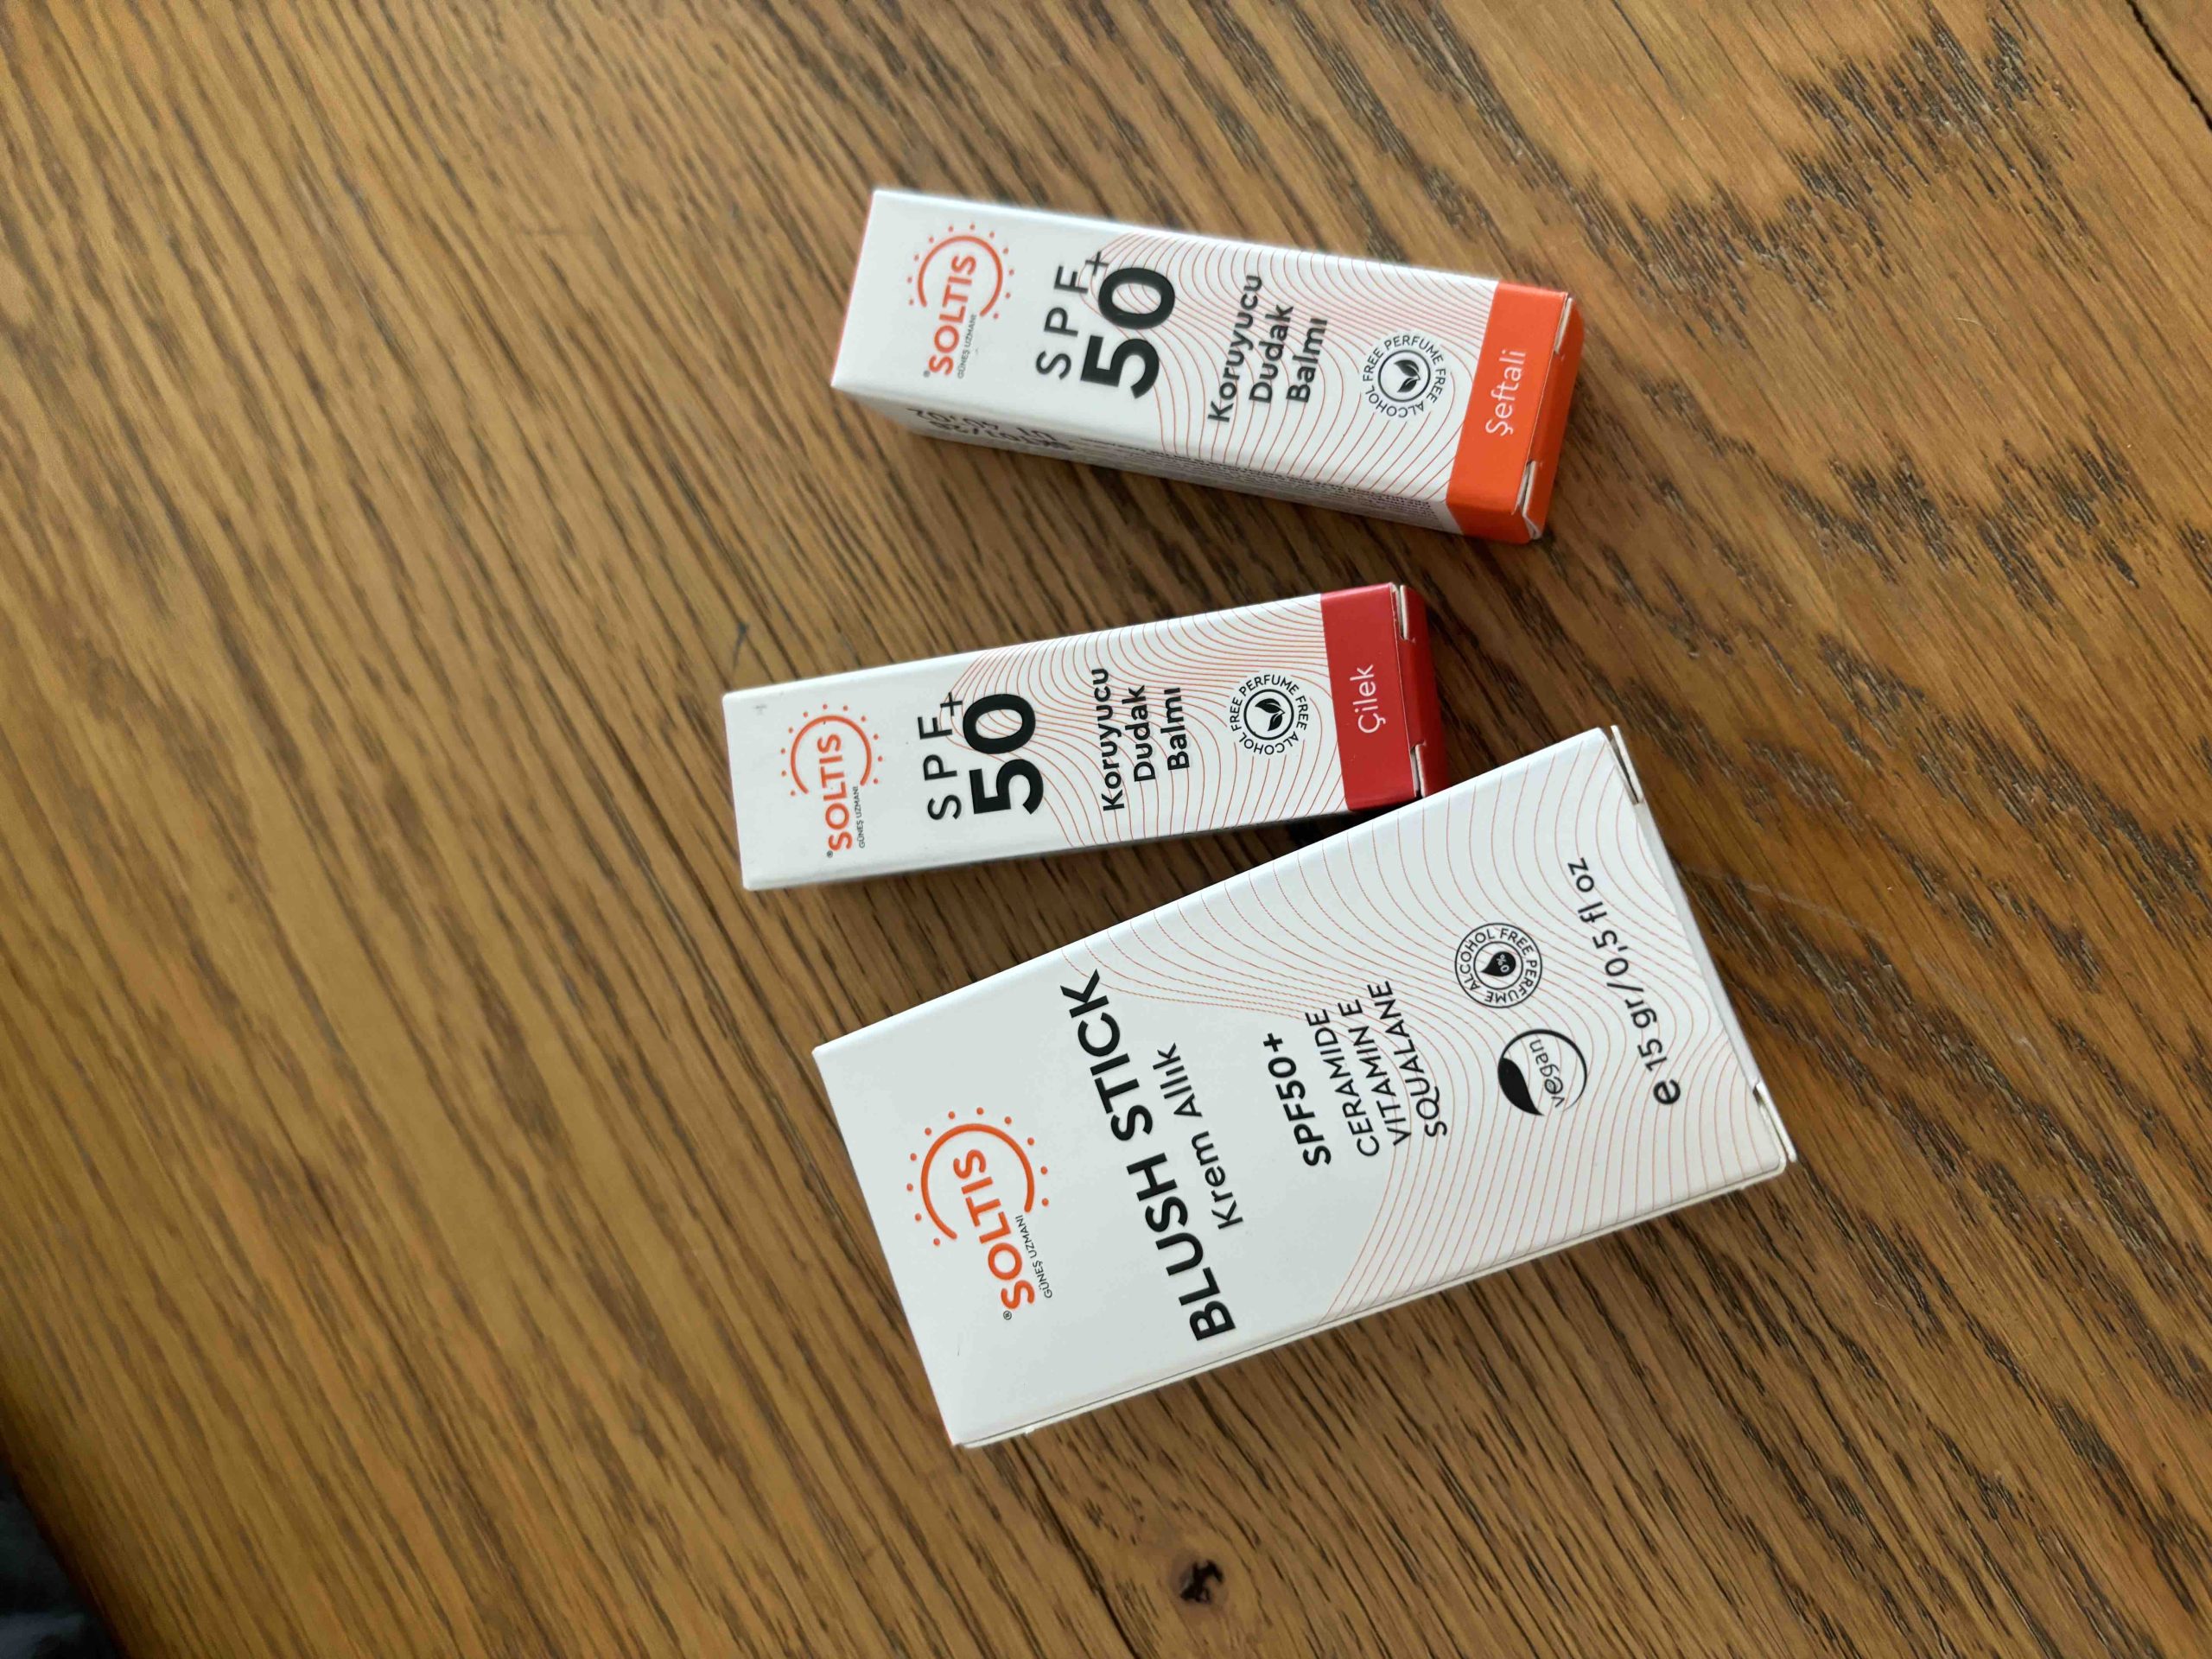 SOLTIS
GÜNEŞ UZMANI
SPF
50+
Koruyucu
Dudak
Balmı
ALCOHOL FREE PERFUME FREE
Şeftali
SOLTIS
GÜNEŞ UZMANI
SPF
50+
Koruyucu
Dudak
Balmı
ALCOHOL FREE PERFUME FREE
Çilek
SOLTIS
GÜNEŞ UZMANI
BLUSH STICK
Krem Allık
SPF50+
CERAMIDE
VITAMIN E
SQUALANE
vegan
0%
ALCOHOL FREE PERFUME
e 15 gr/0,5 fl oz